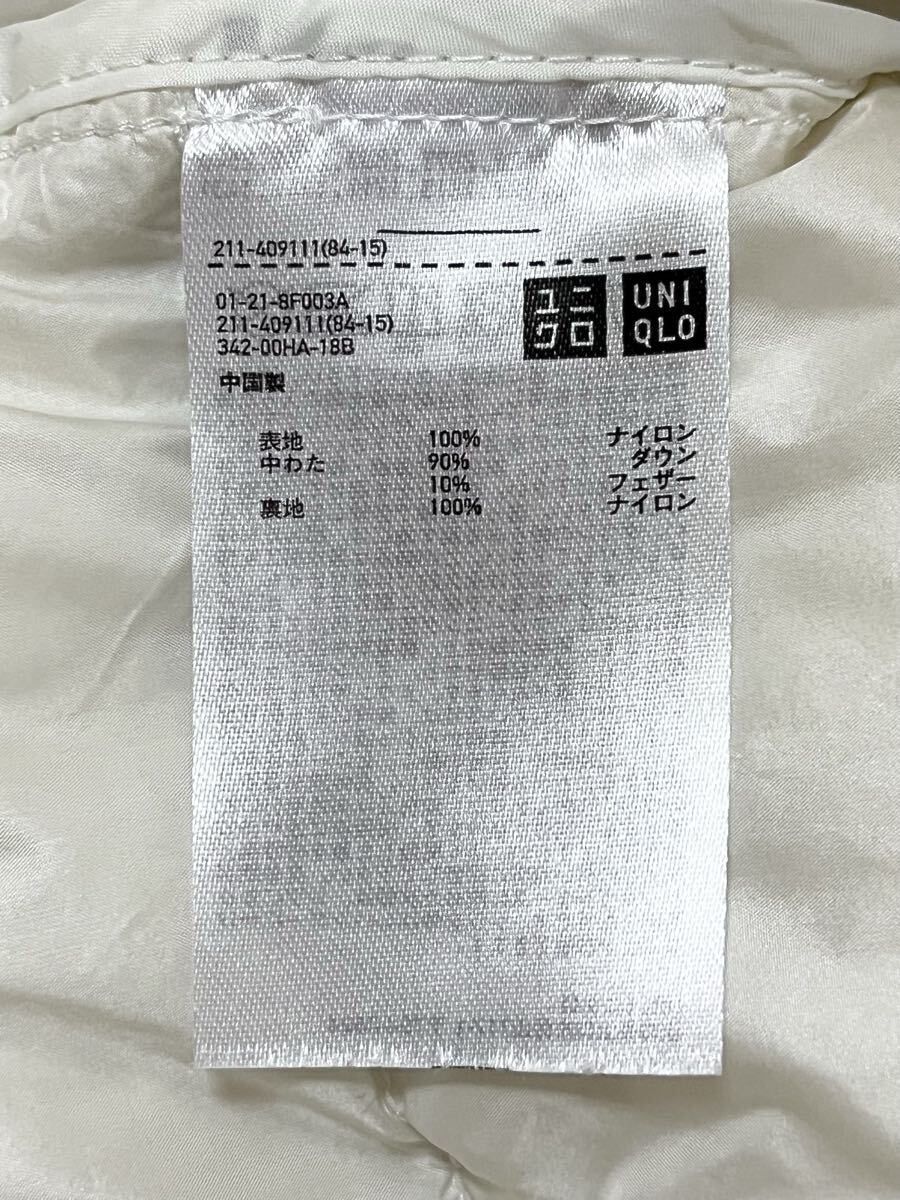 211-409111(84-15)
01-21-8F003A
211-409111(84-15)
342-00HA-18B
ユニ
クロ
UNI
QLO
中国製
表地 100% ナイロン
中わた 90% ダウン
10% フェザー
裏地 100% ナイロン